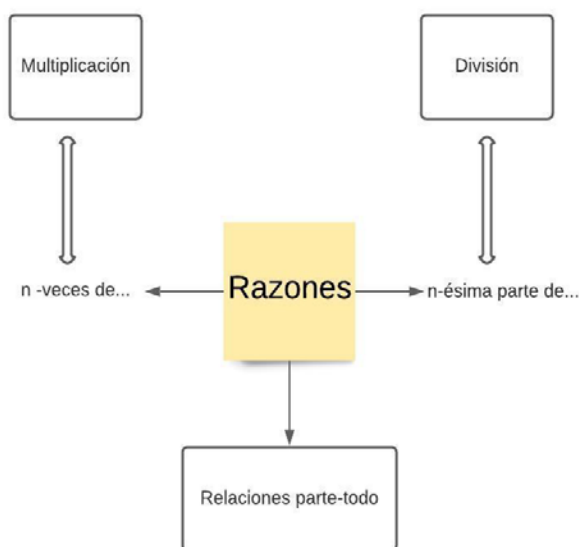 Multiplicación
División
n -veces de...
Razones
n-ésima parte de...
Relaciones parte-todo